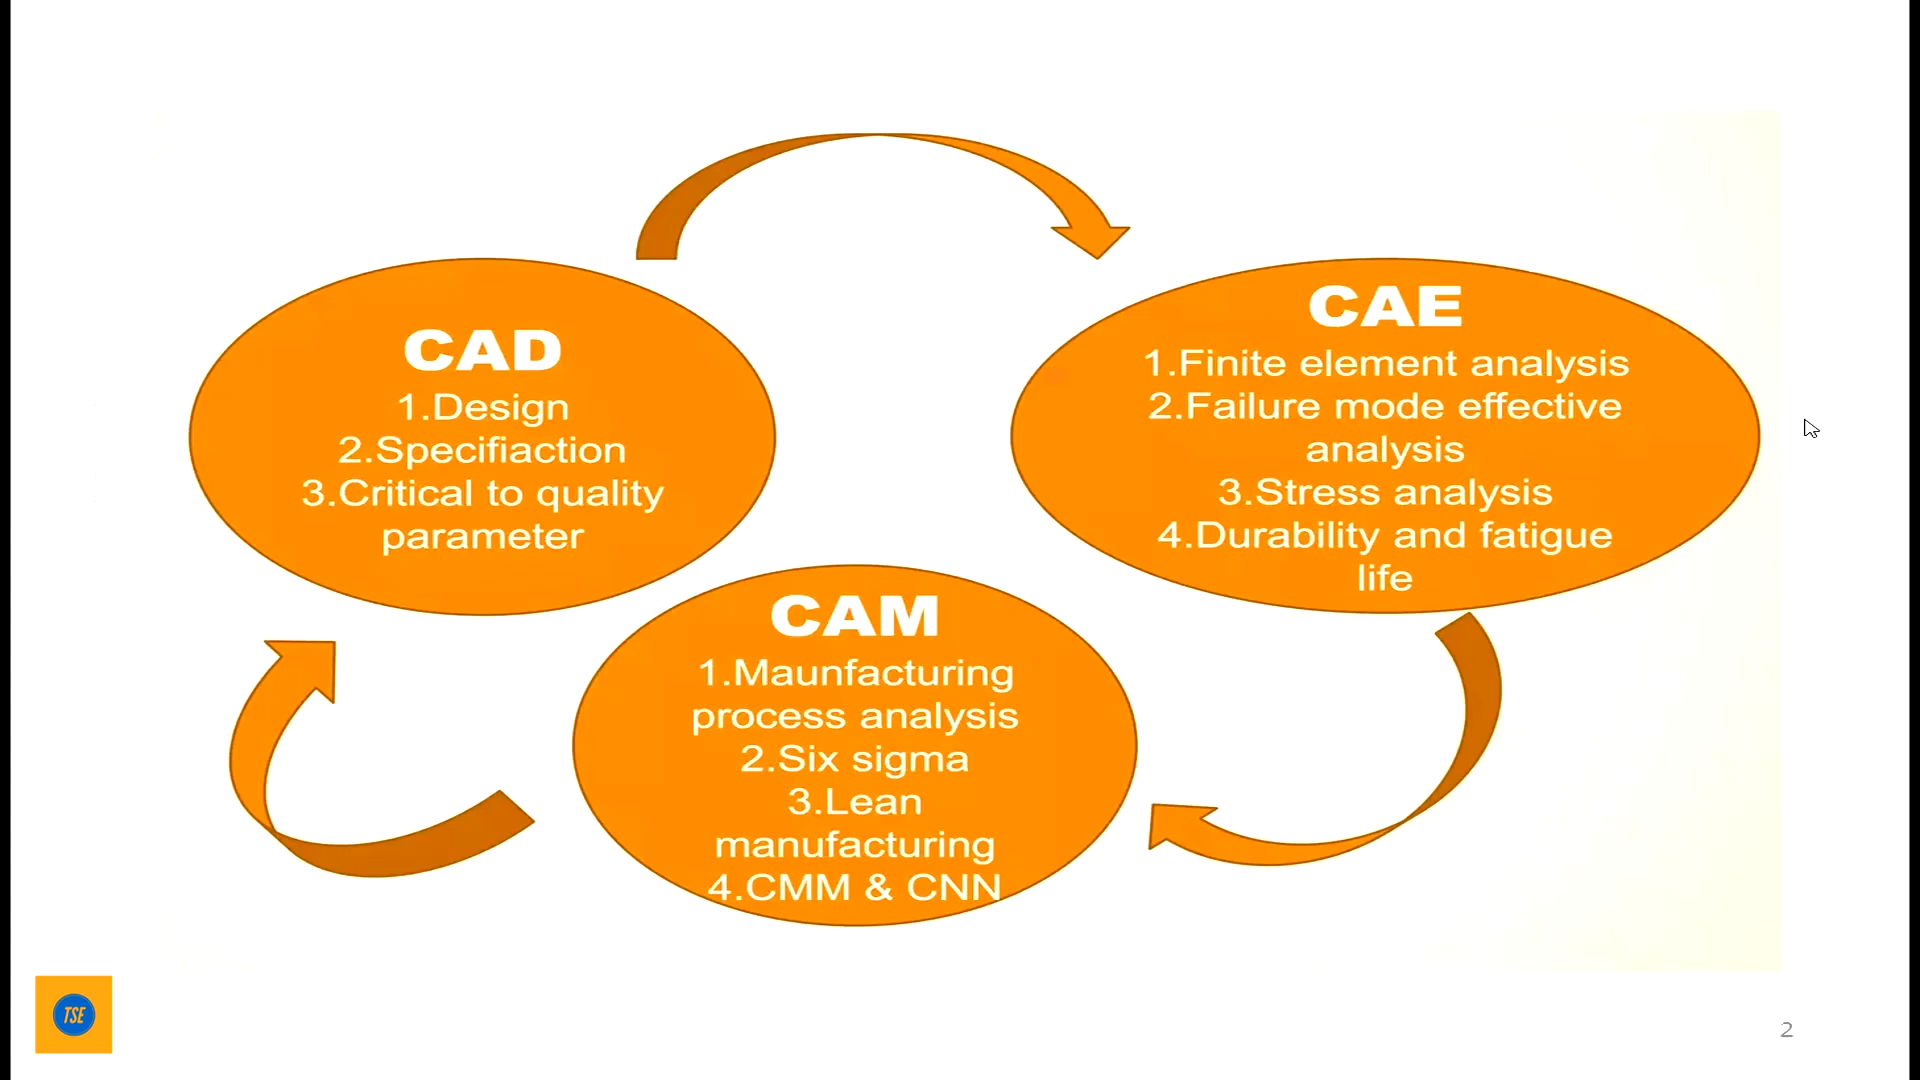 CAD
1.Design
2.Specifiaction
3.Critical to quality
parameter
CAE
1.Finite element analysis
2.Failure mode effective
analysis
3.Stress analysis
4.Durability and fatigue
life
CAM
1.Maunfacturing
process analysis
2.Six sigma
3.Lean
manufacturing
4.CMM & CNN
TSE
2